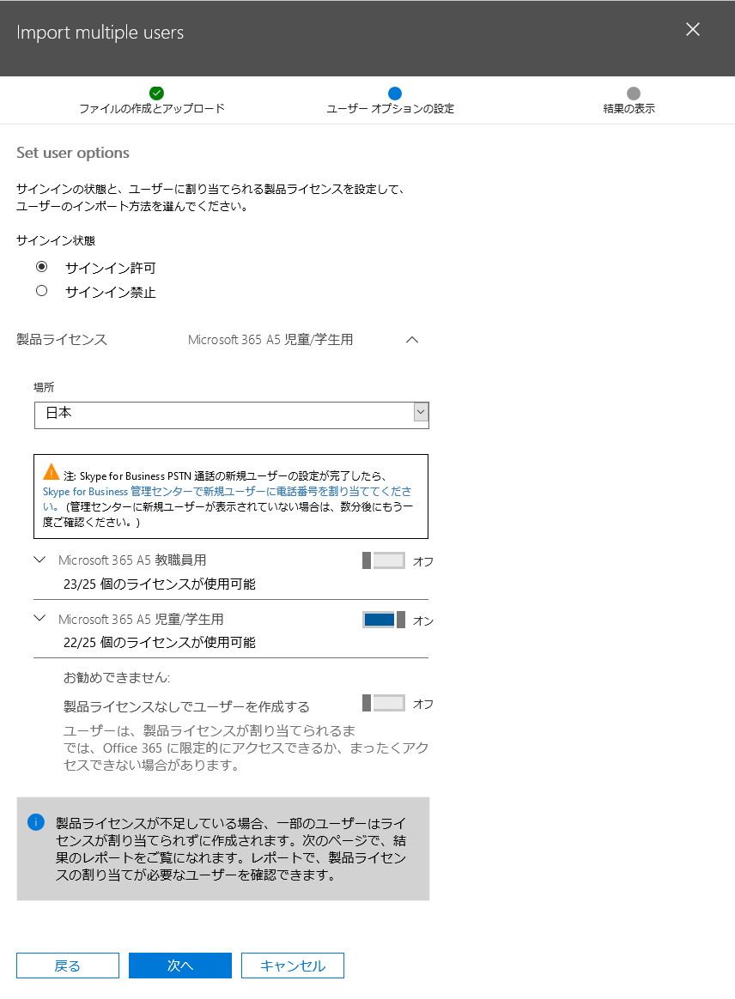 Import multiple users
ファイルの作成とアップロード
ユーザー オプションの設定
結果の表示
Set user options
サインインの状態と、ユーザーに割り当てられる製品ライセンスを設定して、
ユーザーのインポート方法を選んでください。
サインイン状態
サインイン許可
サインイン禁止
製品ライセンス
Microsoft 365 A5 児童/学生用
場所
日本
注: Skype for Business PSTN 通話の新規ユーザーの設定が完了したら、
Skype for Business 管理センターで新規ユーザーに電話番号を割り当ててくださ
い。 (管理センターに新規ユーザーが表示されていない場合は、数分後にもう一
度ご確認ください。)
Microsoft 365 A5 教職員用
オフ
23/25 個のライセンスが使用可能
Microsoft 365 A5 児童/学生用
オン
22/25 個のライセンスが使用可能
お勧めできません:
製品ライセンスなしでユーザーを作成する
オフ
ユーザーは、製品ライセンスが割り当てられるま
では、Office 365 に限定的にアクセスできるか、まったくアク
セスできない場合があります。
製品ライセンスが不足している場合、一部のユーザーはライ
センスが割り当てられずに作成されます。次のページで、結
果のレポートをご覧になれます。レポートで、製品ライセン
スの割り当てが必要なユーザーを確認できます。
戻る
次へ
キャンセル